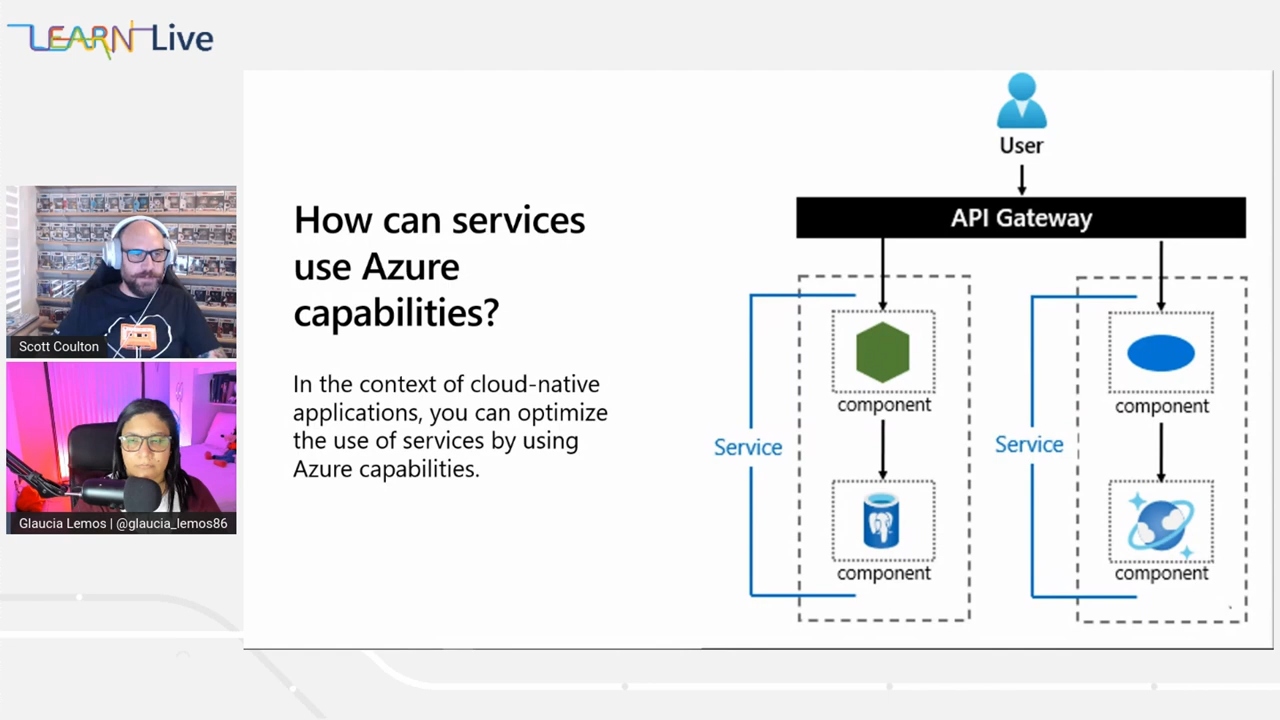 LEARN Live
Scott Coulton
Glaucia Lemos | @glaucia_lemos86
How can services
use Azure
capabilities?
In the context of cloud-native
applications, you can optimize
the use of services by using
Azure capabilities.
User
API Gateway
component
component
Service
Service
component
component